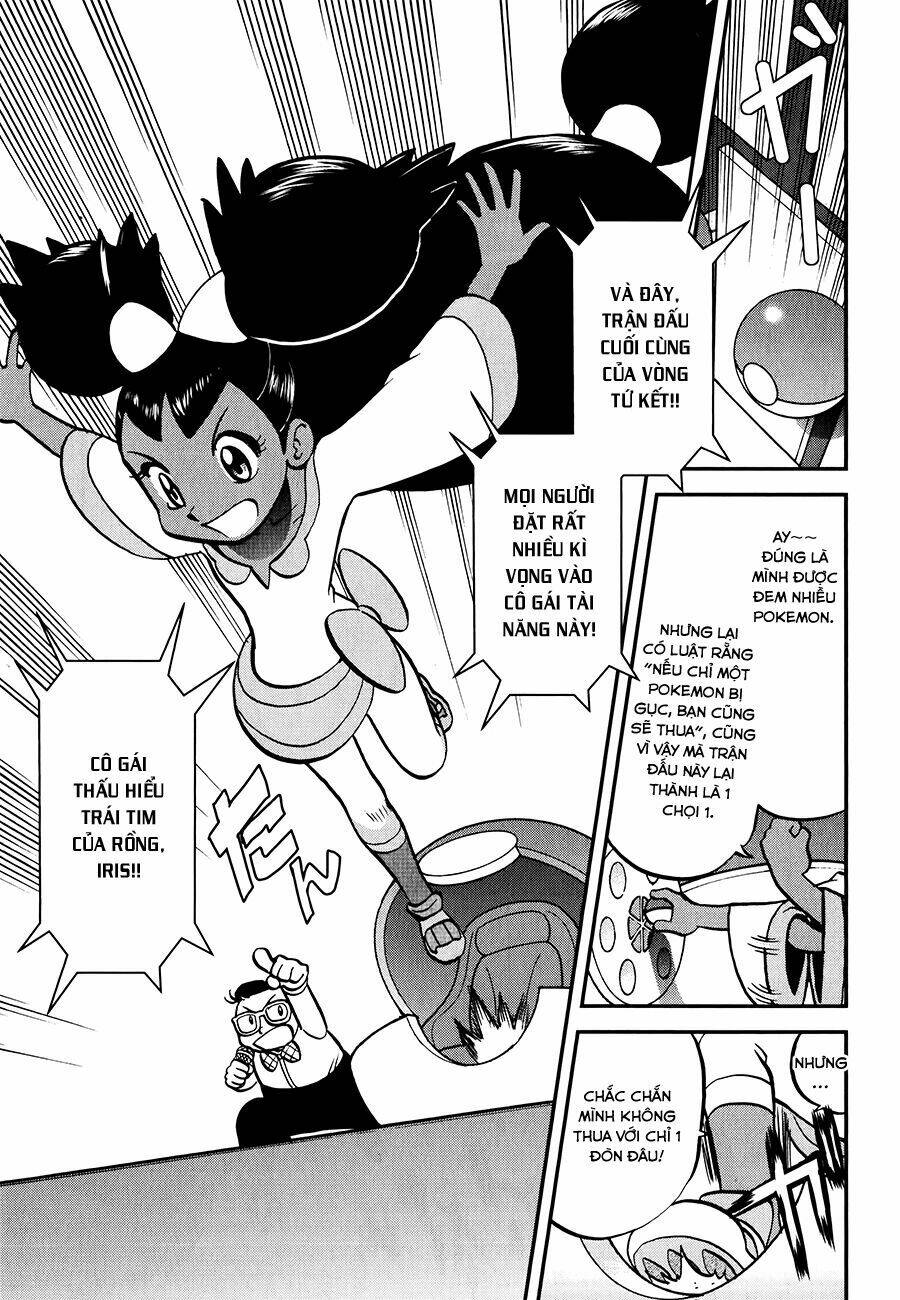 ガガ
AY~~
ĐÚNG LÀ
MÌNH ĐƯỢC
ĐEM NHIỀU
POKEMON.
NHƯNG LẠI
CÓ LUẬT RẰNG
"NẾU CHỈ MỘT
POKEMON BỊ
GỤC, BẠN CŨNG
SẼ THUA", CŨNG
VÌ VẬY MÀ TRẬN
ĐẤU NÀY LẠI
THÀNH LÀ 1
CHỌI 1.
NHƯNG
...
CHẮC CHẮN
MÌNH KHÔNG
THUA VỚI CHỈ 1
ĐÒN ĐÂU!
VÀ ĐÂY,
TRẬN ĐẤU
CUỐI CÙNG
CỦA VÒNG
TỨ KẾT!!
MỌI NGƯỜI
ĐẶT RẤT
NHIỀU KÌ
VỌNG VÀO
CÔ GÁI TÀI
NĂNG NÀY!
CÔ GÁI
THẤU HIỂU
TRÁI TIM
CỦA RỒNG,
IRIS!!
たん